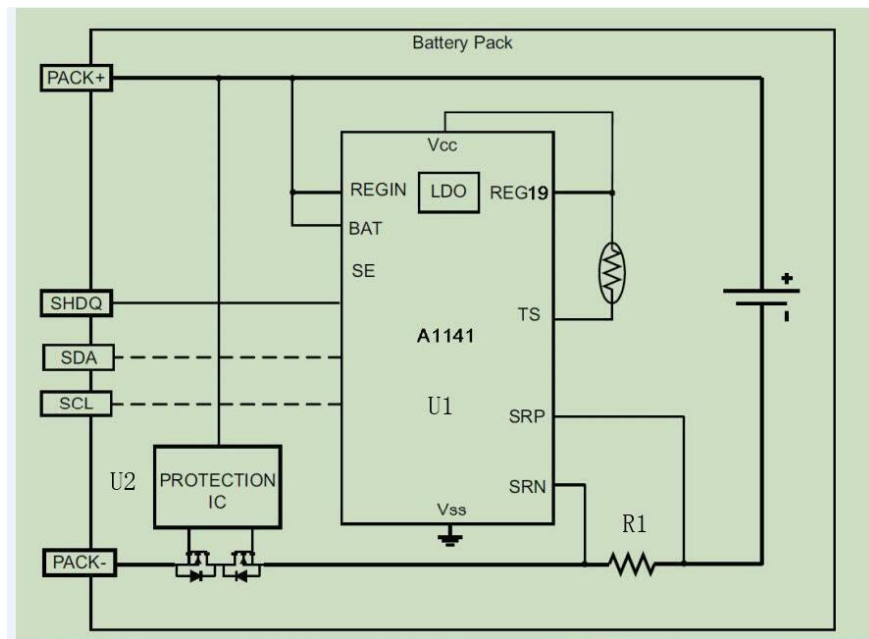 Battery Pack
PACK+
Vcc
REGIN
LDO
REG19
BAT
SE
SHDQ
TS
A1141
SDA
SCL
U1
SRP
U2
PROTECTION
IC
SRN
Vss
R1
PACK-
+
-